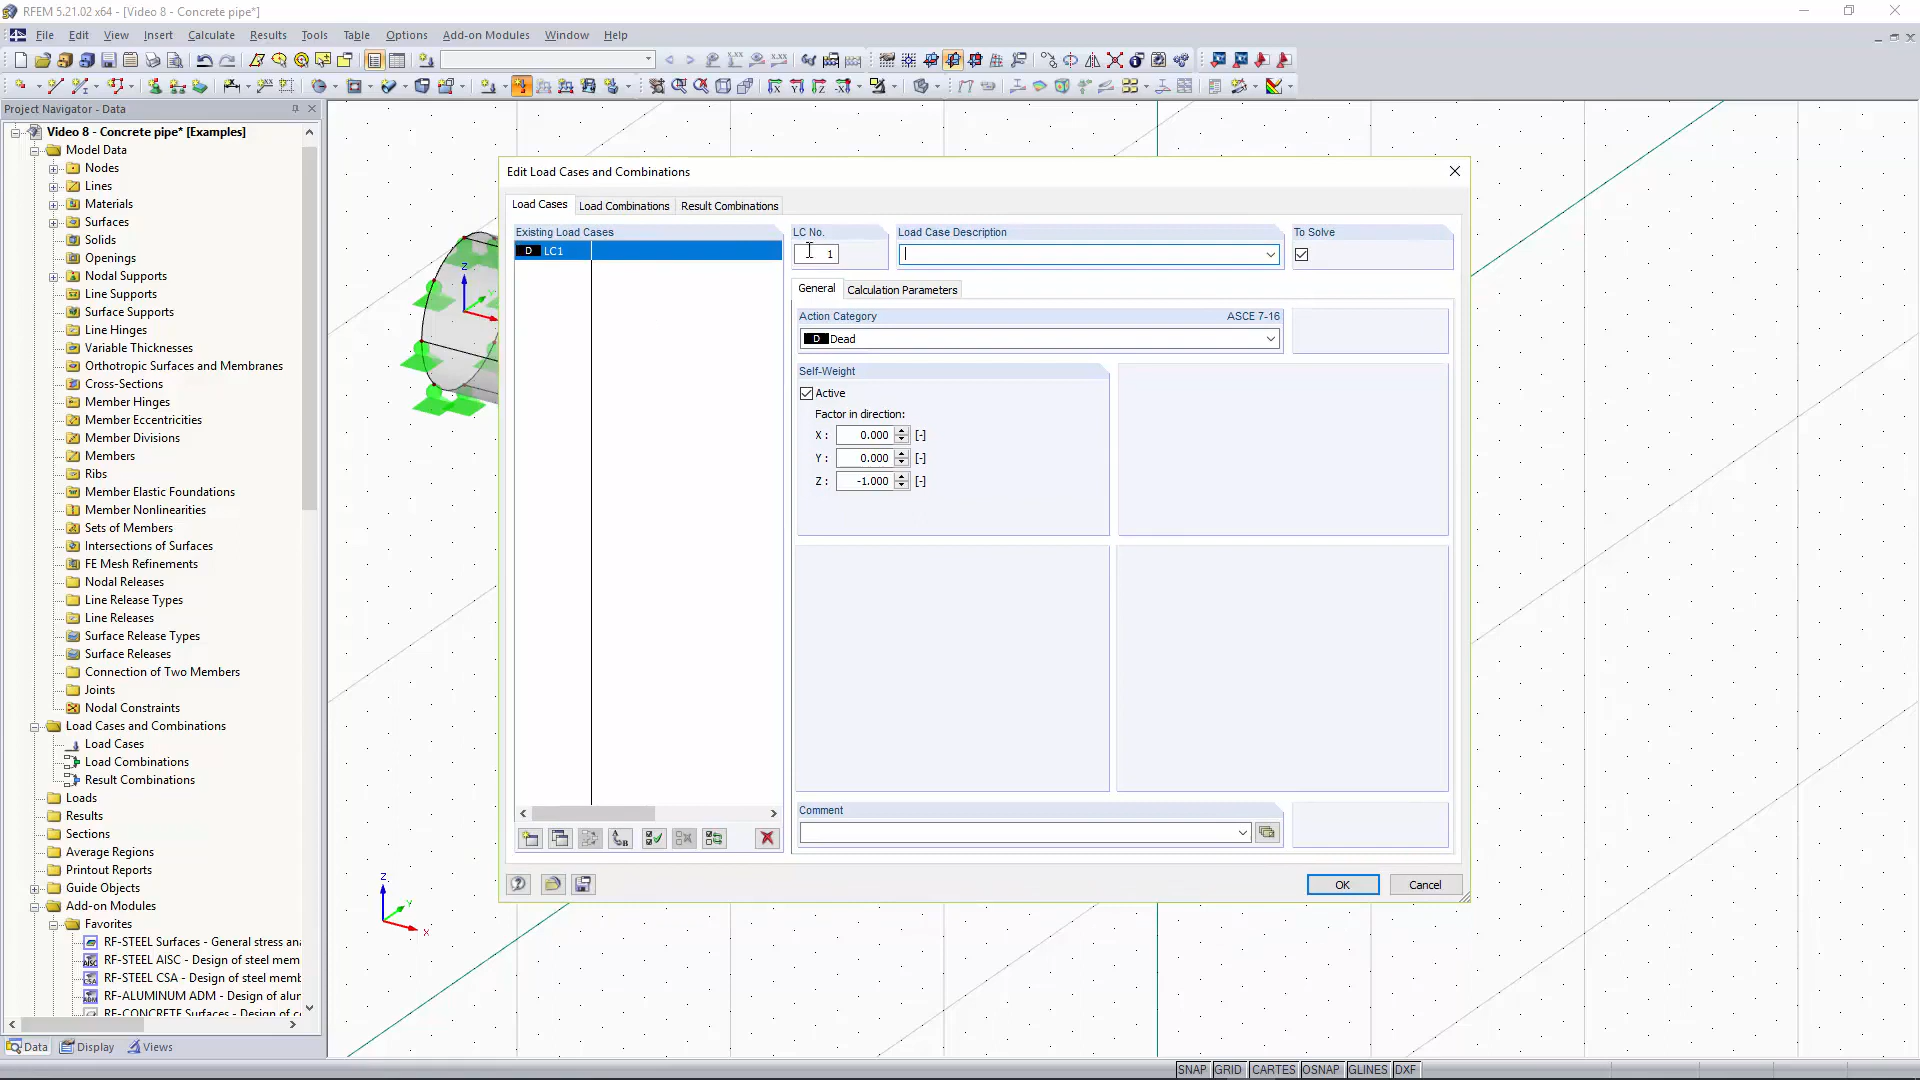 RFEM 5.21.02 x64 - [Video 8 - Concrete pipe*]
File Edit View Insert Calculate Results Tools Table Options Add-on Modules Window Help
Project Navigator - Data
Video 8 - Concrete pipe* [Examples]
Model Data
Nodes
Lines
Materials
Surfaces
Solids
Openings
Nodal Supports
Line Supports
Surface Supports
Line Hinges
Variable Thicknesses
Orthotropic Surfaces and Membranes
Cross-Sections
Member Hinges
Member Eccentricities
Member Divisions
Members
Ribs
Member Elastic Foundations
Member Nonlinearities
Sets of Members
Intersections of Surfaces
FE Mesh Refinements
Nodal Releases
Line Release Types
Line Releases
Surface Release Types
Surface Releases
Connection of Two Members
Joints
Nodal Constraints
Load Cases and Combinations
Load Cases
Load Combinations
Result Combinations
Loads
Results
Sections
Average Regions
Printout Reports
Guide Objects
Add-on Modules
Favorites
RF-STEEL Surfaces - General stress ana
RF-STEEL AISC - Design of steel mem
RF-STEEL CSA - Design of steel memb
RF-ALUMINUM ADM - Design of alur
RF-CONCRETE Surfaces - Design of c
Data Display Views
Z
Z
Y
X
Edit Load Cases and Combinations
Load Cases Load Combinations Result Combinations
Existing Load Cases
D LC1
LC No.
1
Load Case Description
To Solve
General Calculation Parameters
Action Category ASCE 7-16
D Dead
Self-Weight
Active
Factor in direction:
X : 0.000 [-]
Y : 0.000 [-]
Z : -1.000 [-]
Comment
OK Cancel
SNAP GRID CARTES OSNAP GLINES DXF